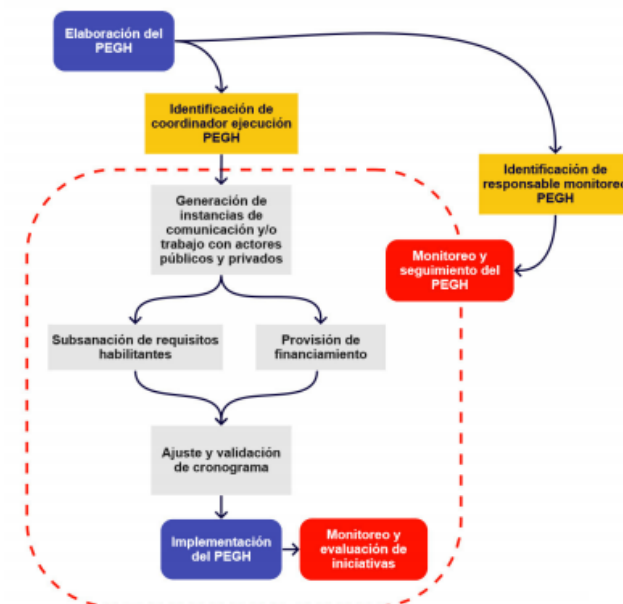 Elaboración del
PEGH
Identificación de
coordinador ejecución
PEGH
Identificación de
responsable monitoreo
PEGH
Generación de
instancias de
comunicación y/o
trabajo con actores
públicos y privados
Monitoreo y
seguimiento del
PEGH
Subsanación de requisitos
habilitantes
Provisión de
financiamiento
Ajuste y validación
de cronograma
Implementación
del PEGH
Monitoreo y
evaluación de
iniciativas